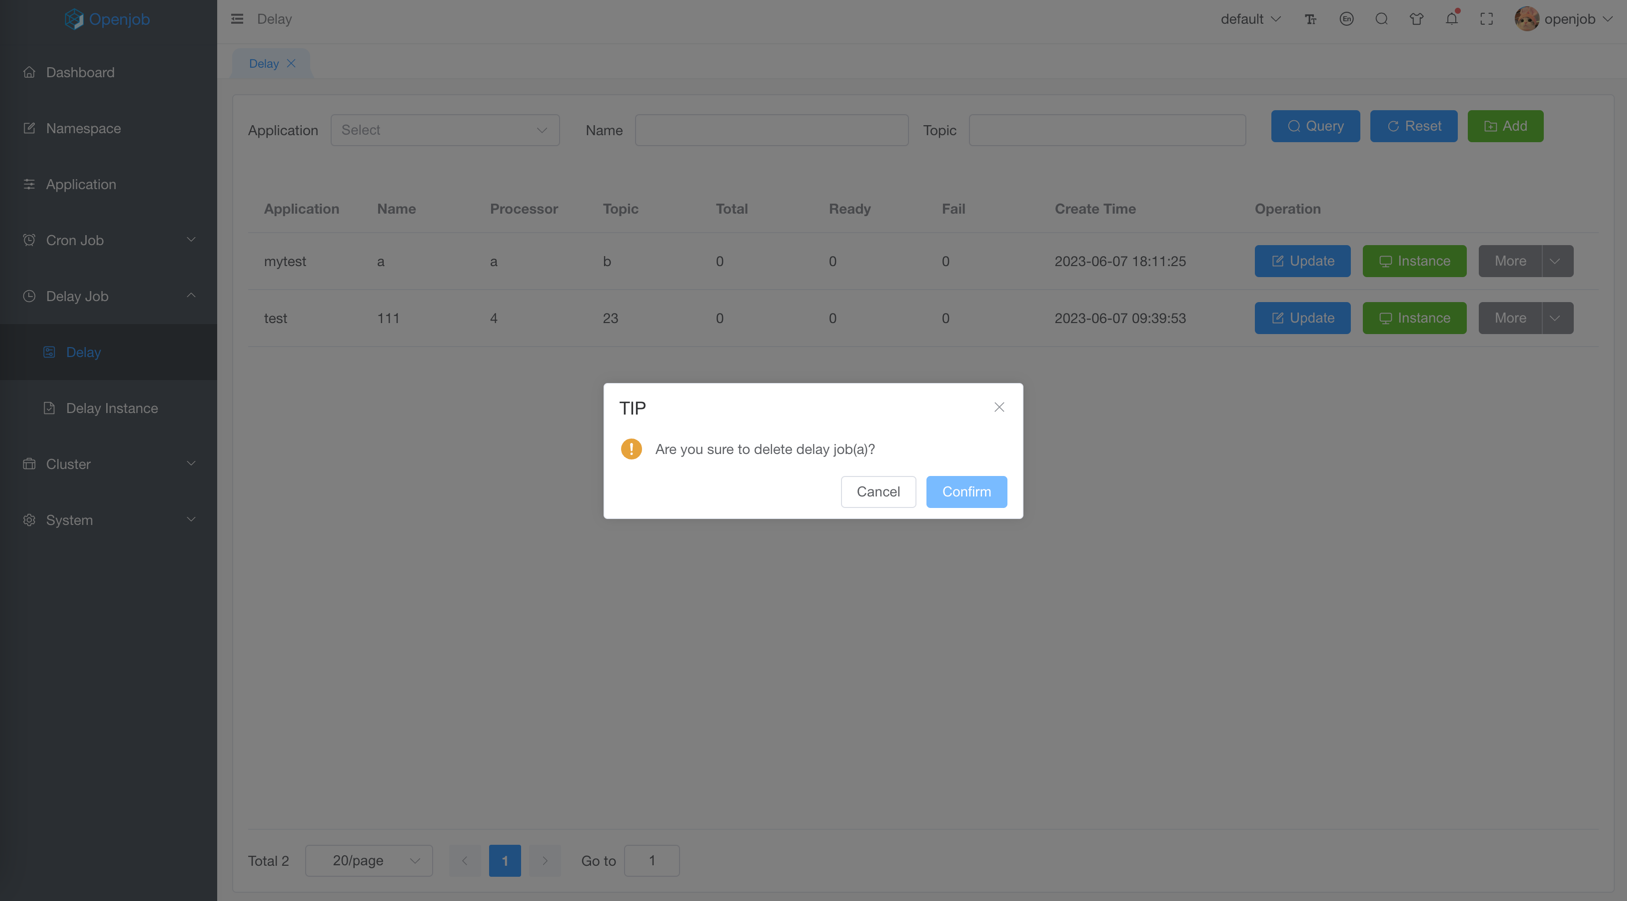 Openjob
Delay
default
En
openjob
Delay
Dashboard
Namespace
Application
Cron Job
Delay Job
Delay
Delay Instance
Cluster
System
Application Select Name Topic Query Reset Add
Application Name Processor Topic Total Ready Fail Create Time Operation
mytest a a b 0 0 0 2023-06-07 18:11:25 Update Instance More
test 111 4 23 0 0 0 2023-06-07 09:39:53 Update Instance More
TIP
Are you sure to delete delay job(a)?
Cancel Confirm
Total 2 20/page 1 Go to 1